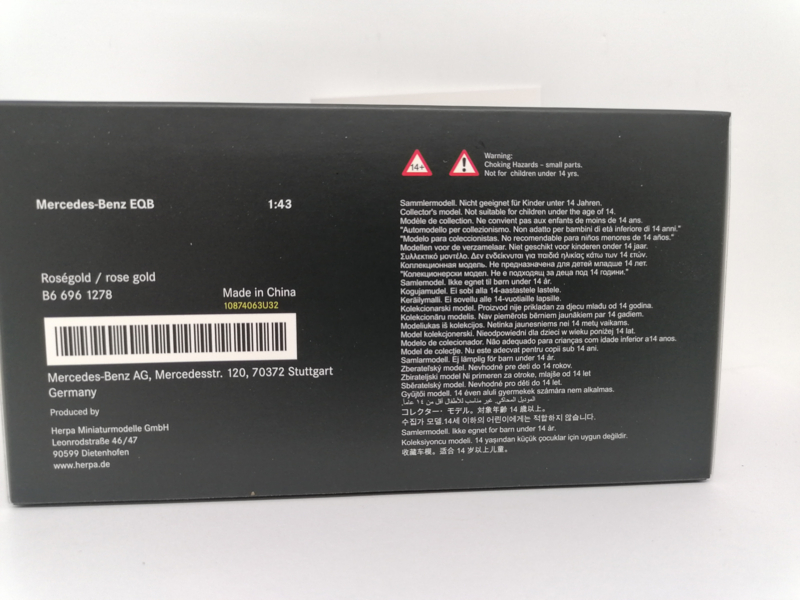 Mercedes-Benz EQB
1:43
Roségold / rose gold
B6 696 1278
Made in China
10874063U32
Mercedes-Benz AG, Mercedesstr. 120, 70372 Stuttgart
Germany
Produced by
Herpa Miniaturmodelle GmbH
Leonrodstraße 46/47
90599 Dietenhofen
www.herpa.de
14+
Warning:
Choking Hazards - small parts.
Not for children under 14 yrs.
Sammlermodell. Nicht geeignet für Kinder unter 14 Jahren.
Collector's model. Not suitable for children under the age of 14.
Modèle de collection. Ne convient pas aux enfants de moins de 14 ans.
"Automodello per collezionismo. Non adatto per bambini di età inferiore di 14 anni."
"Modelo para coleccionistas. No recomendable para niños menores de 14 años."
Modellen voor de verzamelaar. Niet geschikt voor kinderen onder 14 jaar.
Συλλεκτικό μοντέλο. Δεν ενδείκνυται για παιδιά ηλικίας κάτω των 14 ετών.
Коллекционная модель. Не предназначена для детей младше 14 лет.
"Колекционерски модел. Не е подходящ за деца под 14 години."
Samlemodel. Ikke egnet til børn under 14 år.
Kogujamudel. Ei sobi alla 14-aastastele lastele.
Keräilymalli. Ei sovellu alle 14-vuotiaille lapsille.
Kolekcionarski model. Proizvod nije prikladan za djecu mlađu od 14 godina.
Kolekcionāru modelis. Nav piemērots bērniem jaunākiem par 14 gadiem.
Modeliukas iš kolekcijos. Netinka jaunesniems nei 14 metų vaikams.
Model kolekcjonerski. Nieodpowiedni dla dzieci w wieku poniżej 14 lat.
Modelo de colecionador. Não adequado para crianças com idade inferior a14 anos.
Model de colecție. Nu este adecvat pentru copii sub 14 ani.
Samlarmodell. Ej lämplig för barn under 14 år.
Zberateľský model. Nevhodné pre deti do 14 rokov.
Zbirateljski model Ni primeren za otroke, mlajše od 14 let
Sběratelský model. Nevhodné pro děti do 14 let.
Gyűjtői modell. 14 éven aluli gyermekek számára nem alkalmas.
الموديل المحاكي. غير مناسب للأطفال أقل من ١٤ عاماً.
コレクター・モデル。対象年齢 14 歳以上。
수집가 모델.14세 이하의 어린이에게는 적합하지 않습니다.
Samlermodell. Ikke egnet for barn under 14 år.
Koleksiyoncu modeli. 14 yaşından küçük çocuklar için uygun değildir.
收藏车模。适合 14 岁以上儿童。